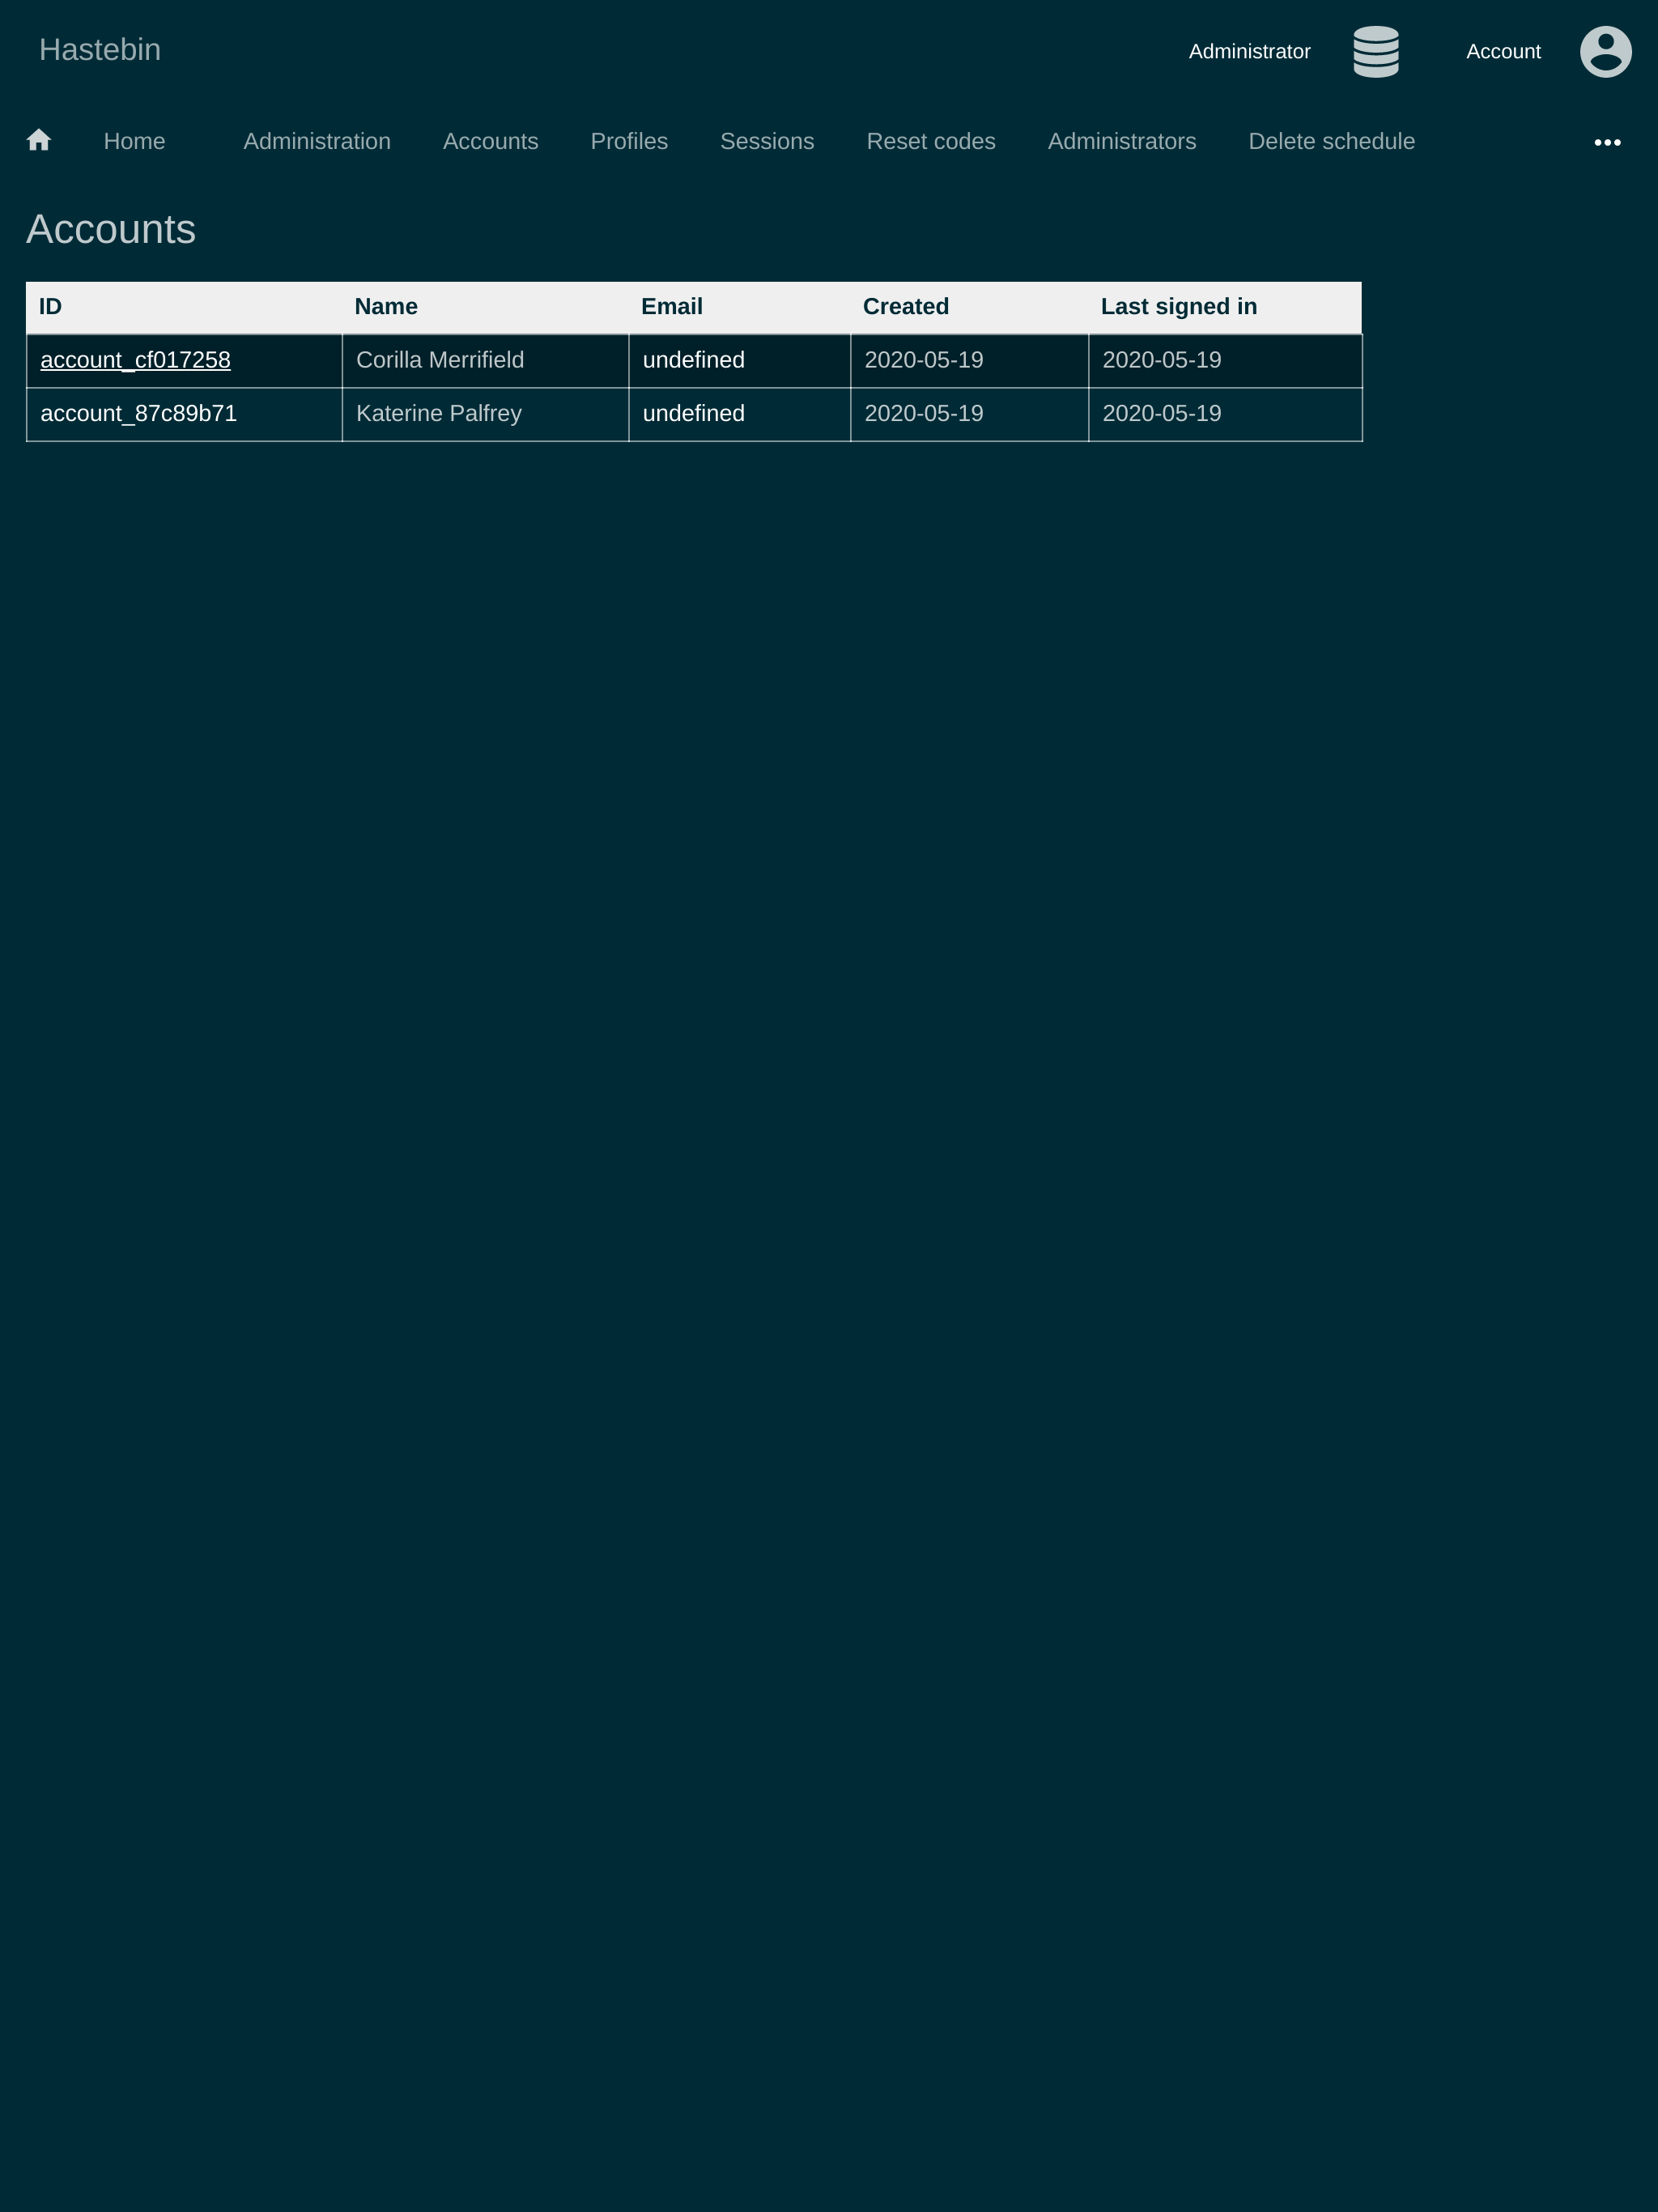 Hastebin Administrator Account
Home Administration Accounts Profiles Sessions Reset codes Administrators Delete schedule •••
Accounts
ID Name Email Created Last signed in
account_cf017258 Corilla Merrifield undefined 2020-05-19 2020-05-19
account_87c89b71 Katerine Palfrey undefined 2020-05-19 2020-05-19